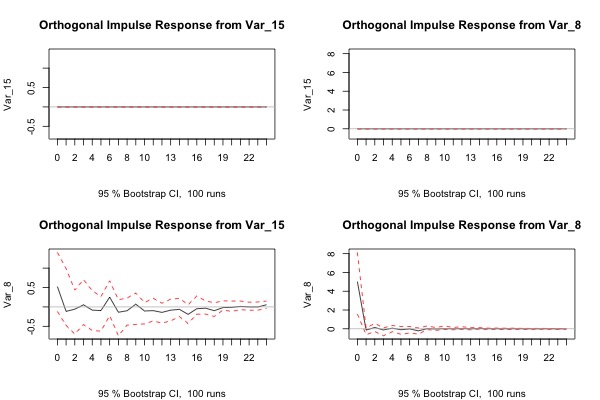 Orthogonal Impulse Response from Var_15
Var_15
-0.5 0.5
0 2 4 6 8 10 13 16 19 22
95 % Bootstrap CI, 100 runs
Orthogonal Impulse Response from Var_8
Var_15
0 2 4 6 8
0 2 4 6 8 10 13 16 19 22
95 % Bootstrap CI, 100 runs
Orthogonal Impulse Response from Var_15
Var_8
-0.5 0.5
0 2 4 6 8 10 13 16 19 22
95 % Bootstrap CI, 100 runs
Orthogonal Impulse Response from Var_8
Var_8
0 2 4 6 8
0 2 4 6 8 10 13 16 19 22
95 % Bootstrap CI, 100 runs